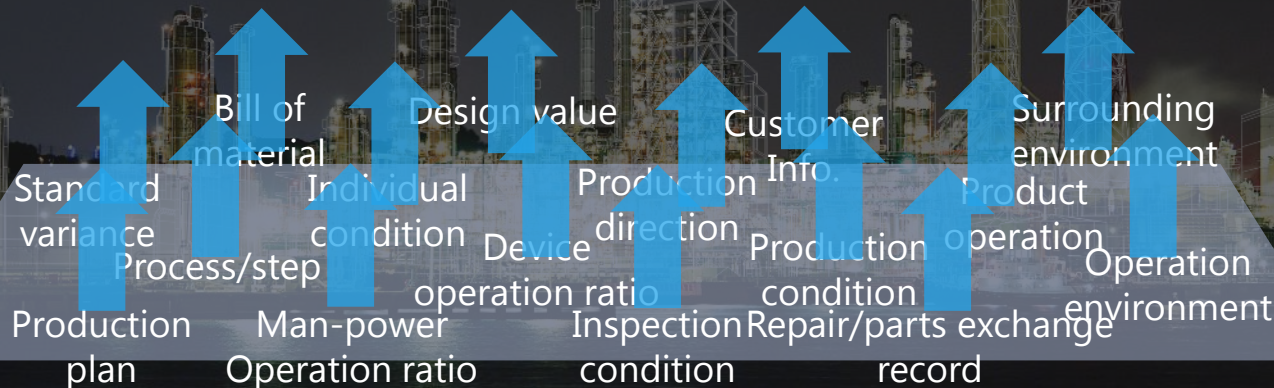 Bill of
material
Design value
Customer
Info.
Surrounding
environment
Standard
variance
Individual
condition
Production
direction
Product
operation
Process/step
Device
operation ratio
Production
condition
Operation
environment
Production
plan
Man-power
Operation ratio
Inspection
condition
Repair/parts exchange
record